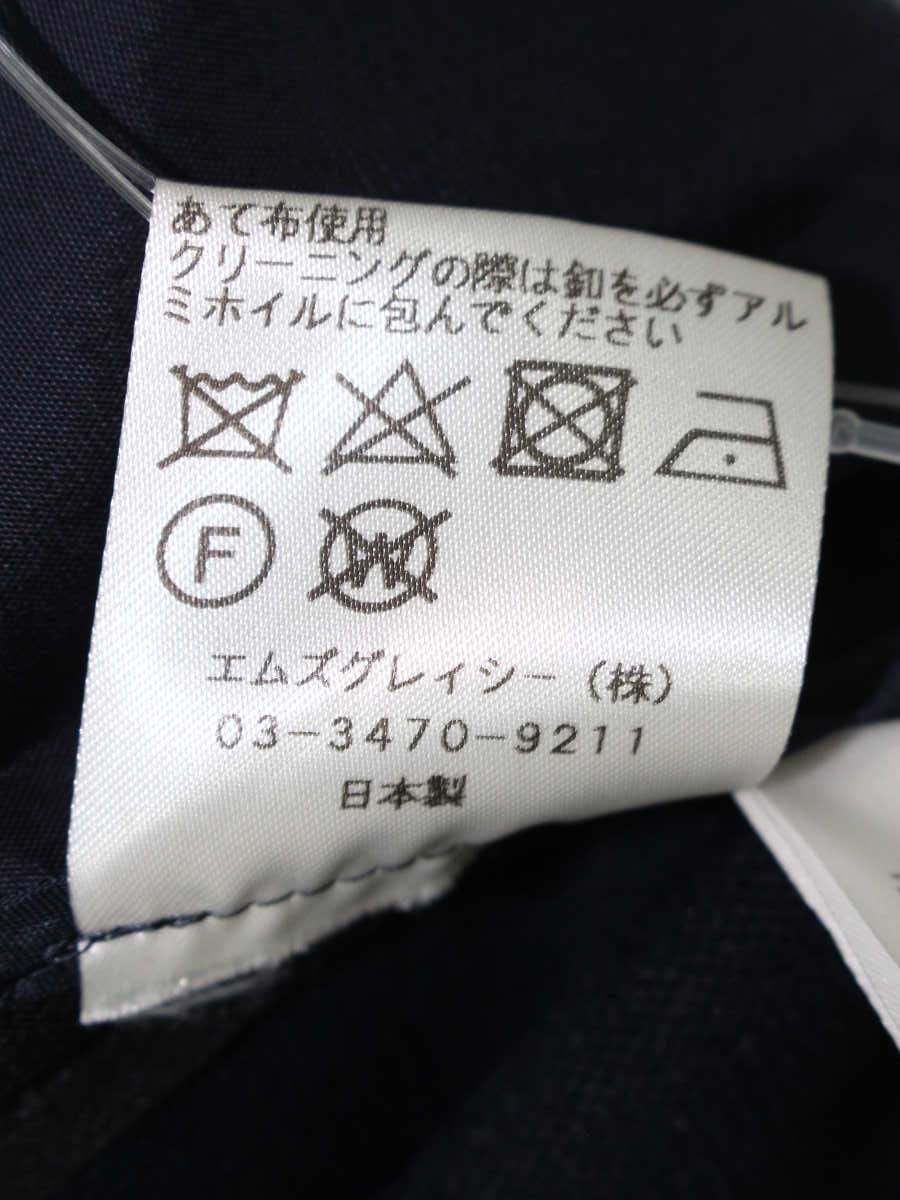 あて布使用
クリーニングの際は釦を必ずアル
ミホイルに包んでください
F
W
エムズグレイシー（株）
03-3470-9211
日本製